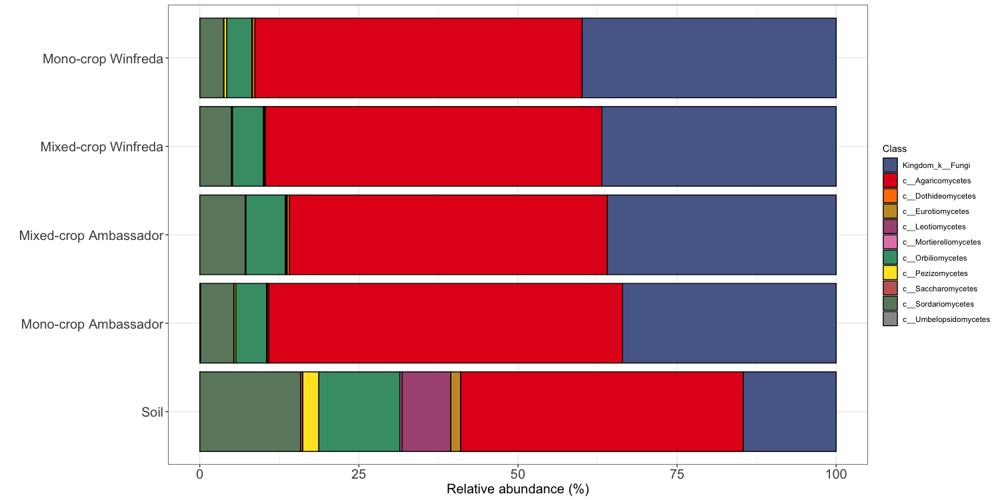 Mono-crop Winfreda
Mixed-crop Winfreda
Mixed-crop Ambassador
Mono-crop Ambassador
Soil
0 25 50 75 100
Relative abundance (%)
Class
Kingdom_k__Fungi
c__Agaricomycetes
c__Dothideomycetes
c__Eurotiomycetes
c__Leotiomycetes
c__Mortierellomycetes
c__Orbiliomycetes
c__Pezizomycetes
c__Saccharomycetes
c__Sordariomycetes
c__Umbelopsidomycetes